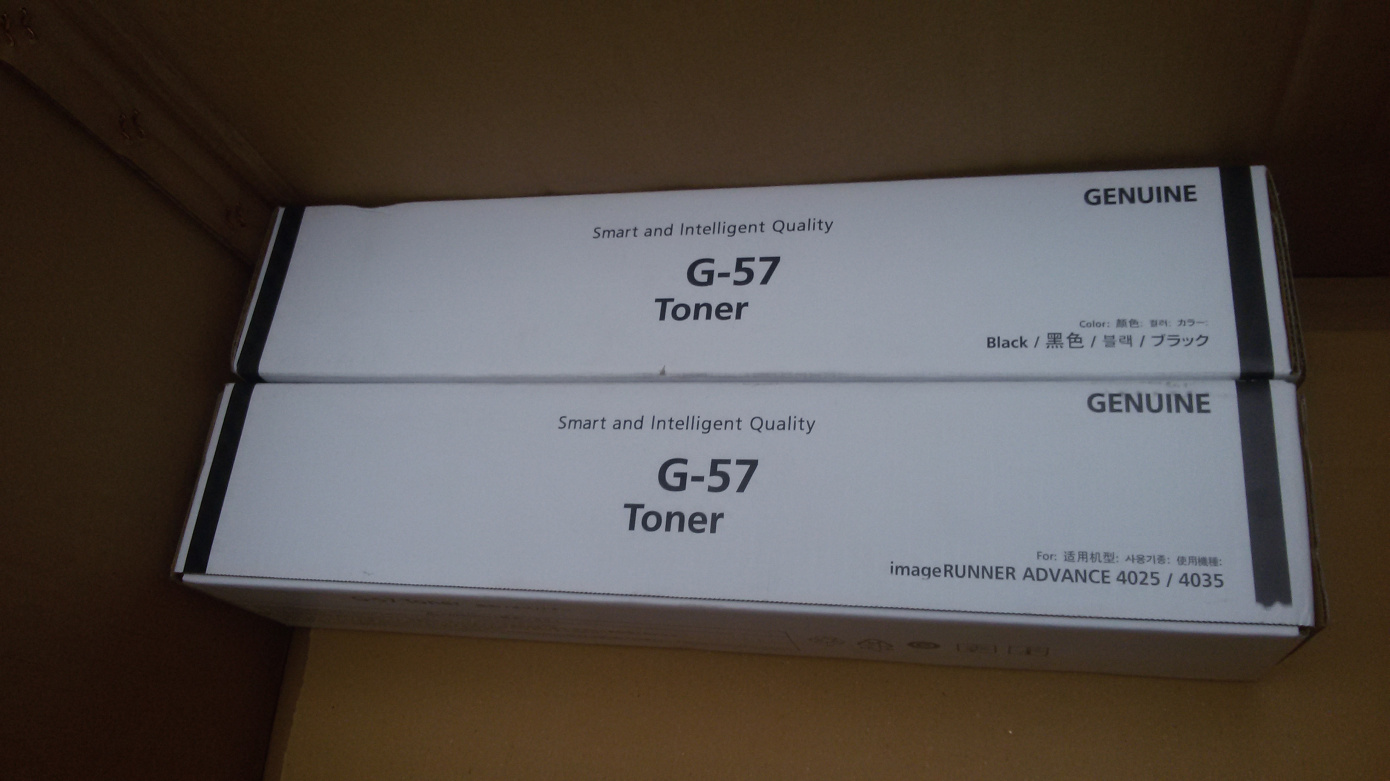 GENUINE
Smart and Intelligent Quality
G-57
Toner
Color: 顏色: 컬러: カラー:
Black / 黑色 / 블랙 / ブラック
GENUINE
Smart and Intelligent Quality
G-57
Toner
For: 适用机型: 사용기종: 使用機種:
imageRUNNER ADVANCE 4025 / 4035